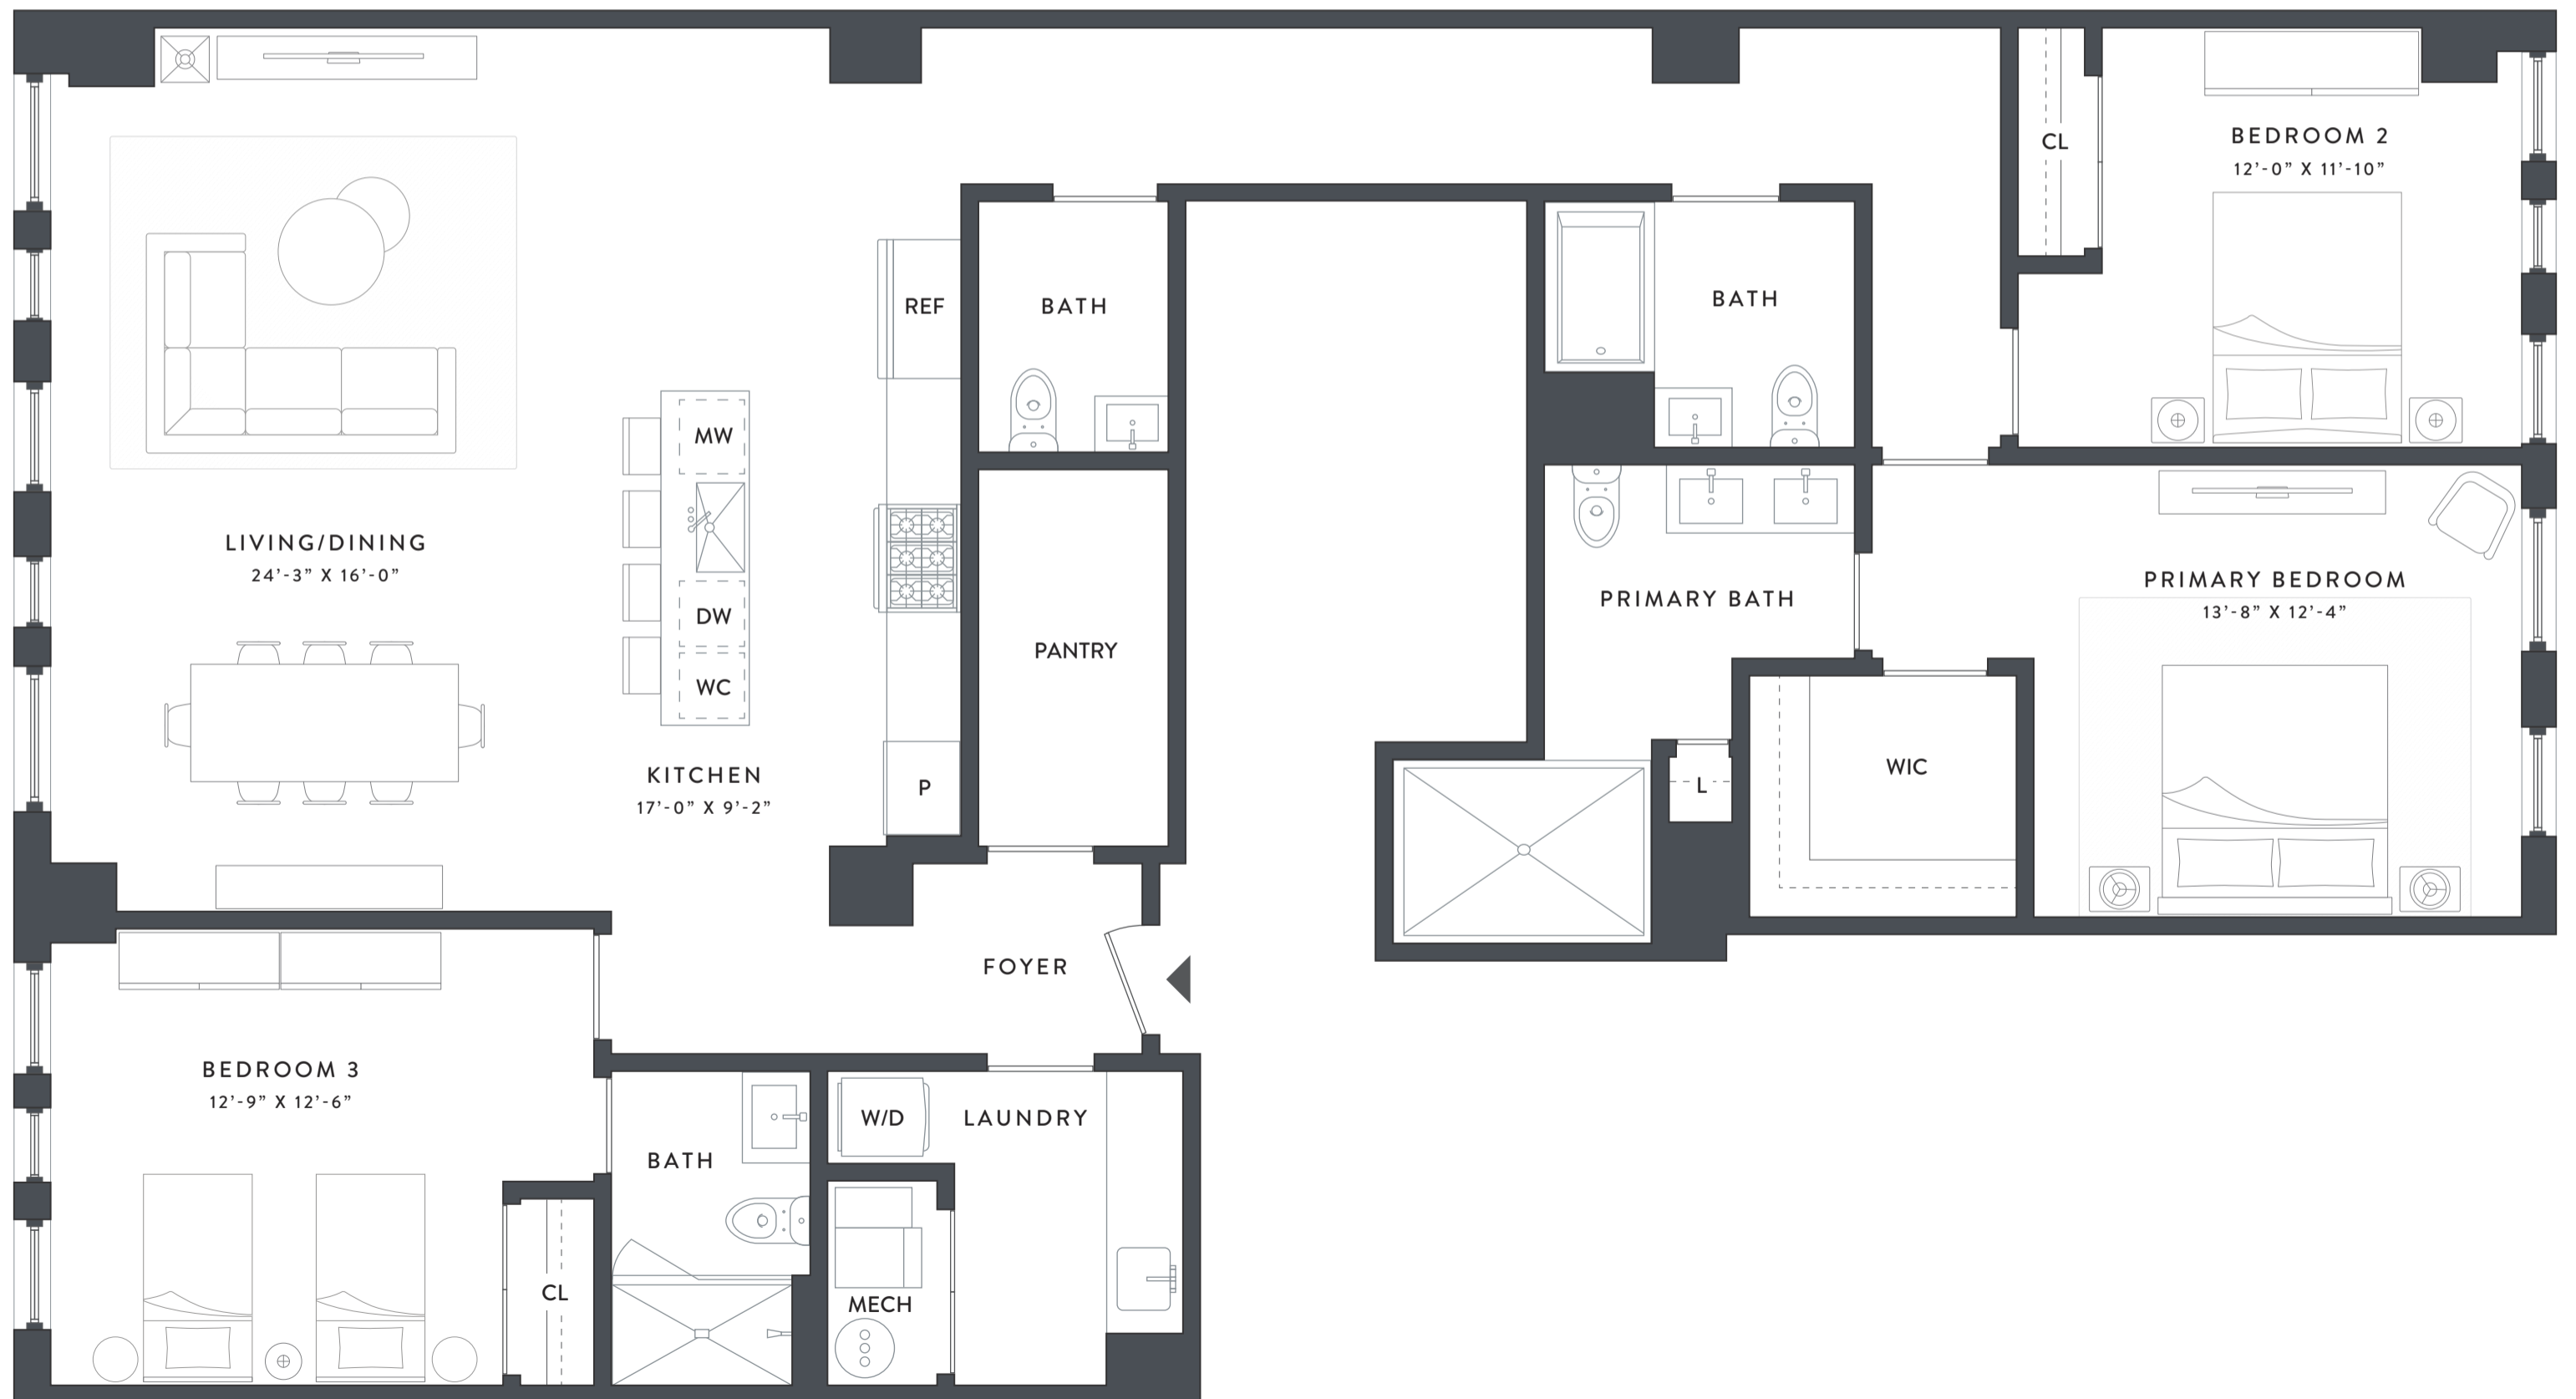 CL
BEDROOM 2
12'-0” X 11'-10”
REF
BATH
BATH
MW
LIVING/DINING
24'-3” X 16'-0”
DW
WC
PANTRY
PRIMARY BATH
PRIMARY BEDROOM
13'-8” X 12'-4”
KITCHEN
17'-0” X 9'-2”
P
L
WIC
FOYER
BEDROOM 3
12'-9” X 12'-6”
BATH
W/D
LAUNDRY
CL
MECH